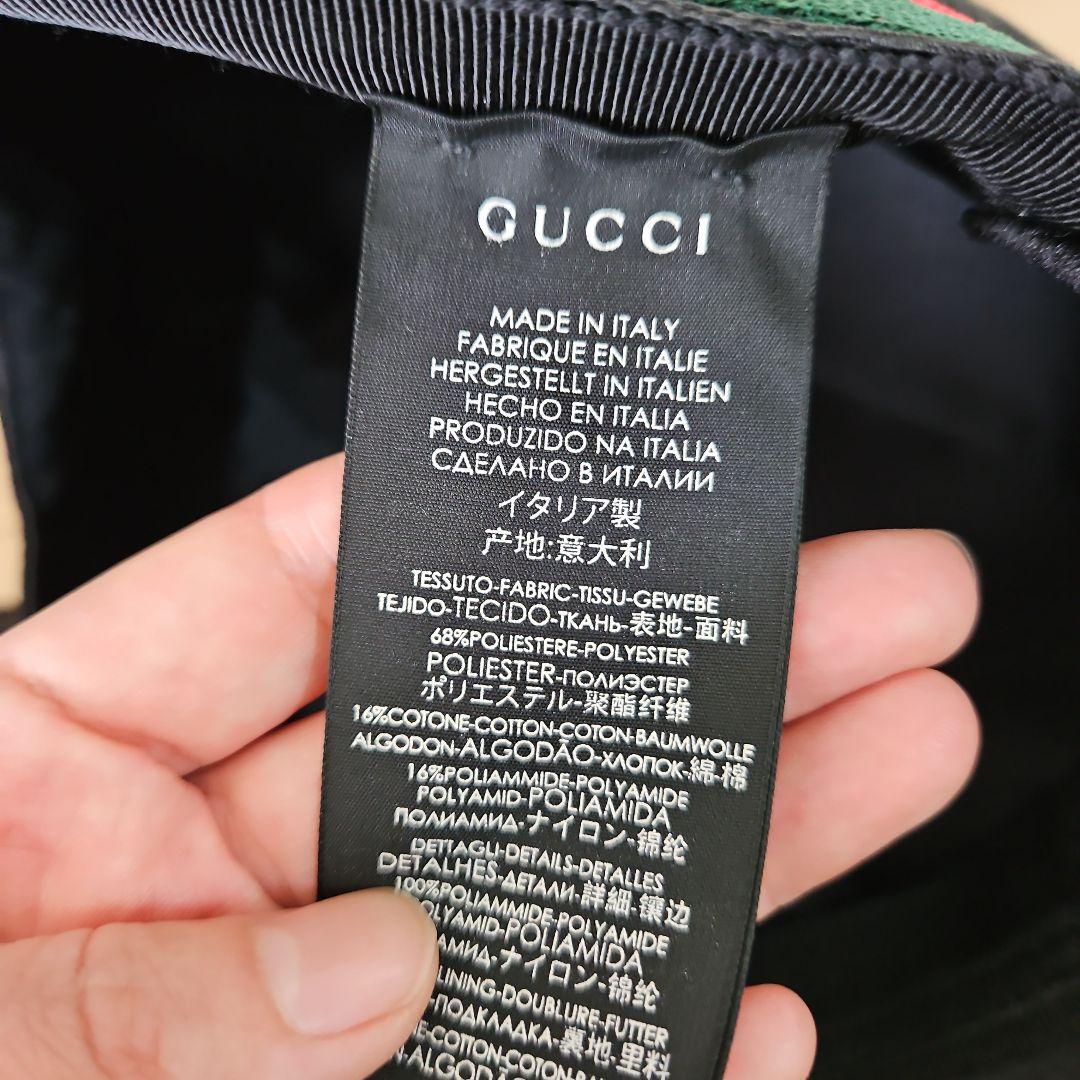 GUCCI
MADE IN ITALY
FABRIQUE EN ITALIE
HERGESTELLT IN ITALIEN
HECHO EN ITALIA
PRODUZIDO NA ITALIA
СДЕЛАНО В ИТАЛИИ
イタリア製
产地:意大利
TESSUTO-FABRIC-TISSU-GEWEBE
TEJIDO-TECIDO-ТКАНЬ-表地-面料
68%POLIESTERE-POLYESTER
POLIESTER-ПОЛИЭСТЕР
ポリエステル-聚酯纤维
16%COTONE-COTTON-COTON-BAUMWOLLE
ALGODON-ALGODÃO-ХЛОПОК-綿-棉
16%POLIAMMIDE-POLYAMIDE
POLYAMID-POLIAMIDA
ПОЛИАМИД-ナイロン-锦纶
DETTAGLI-DETAILS-DETALLES
DETALHES-ДЕТАЛИ-詳細-镶边
100%POLIAMMIDE-POLYAMIDE
-POLIAMIDA
-ナイロン-锦纶
LINING-DOUBLURE-FUTTER
-ПОДКЛАДКА-裏地-里料
-COTTON-COTON-
-ALGODÃO